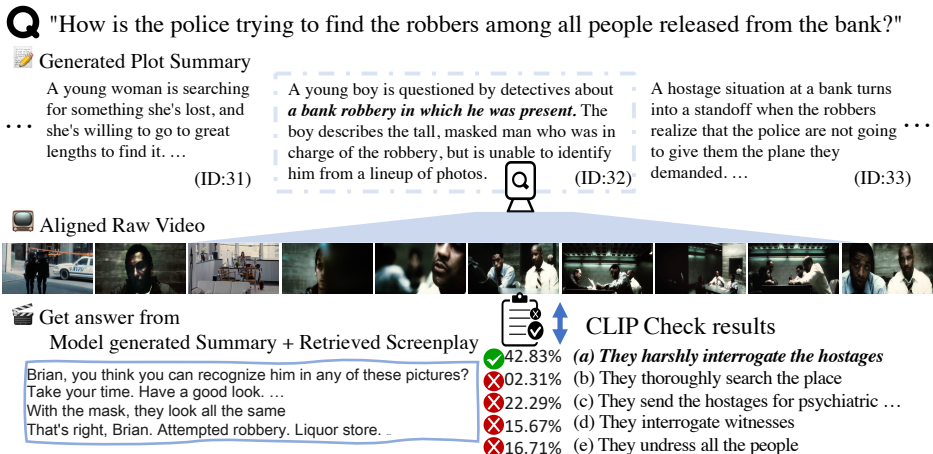 Q "How is the police trying to find the robbers among all people released from the bank?"
Generated Plot Summary
A young woman is searching
for something she's lost, and
she's willing to go to great
lengths to find it. …
(ID:31)
A young boy is questioned by detectives about
a bank robbery in which he was present. The
boy describes the tall, masked man who was in
charge of the robbery, but is unable to identify
him from a lineup of photos.
(ID:32)
A hostage situation at a bank turns
into a standoff when the robbers
realize that the police are not going
to give them the plane they
demanded. …
(ID:33)
… …
Q
Aligned Raw Video
Get answer from
Model generated Summary + Retrieved Screenplay
Brian, you think you can recognize him in any of these pictures?
Take your time. Have a good look. …
With the mask, they look all the same
That's right, Brian. Attempted robbery. Liquor store.
CLIP Check results
42.83% (a) They harshly interrogate the hostages
02.31% (b) They thoroughly search the place
22.29% (c) They send the hostages for psychiatric …
15.67% (d) They interrogate witnesses
16.71% (e) They undress all the people